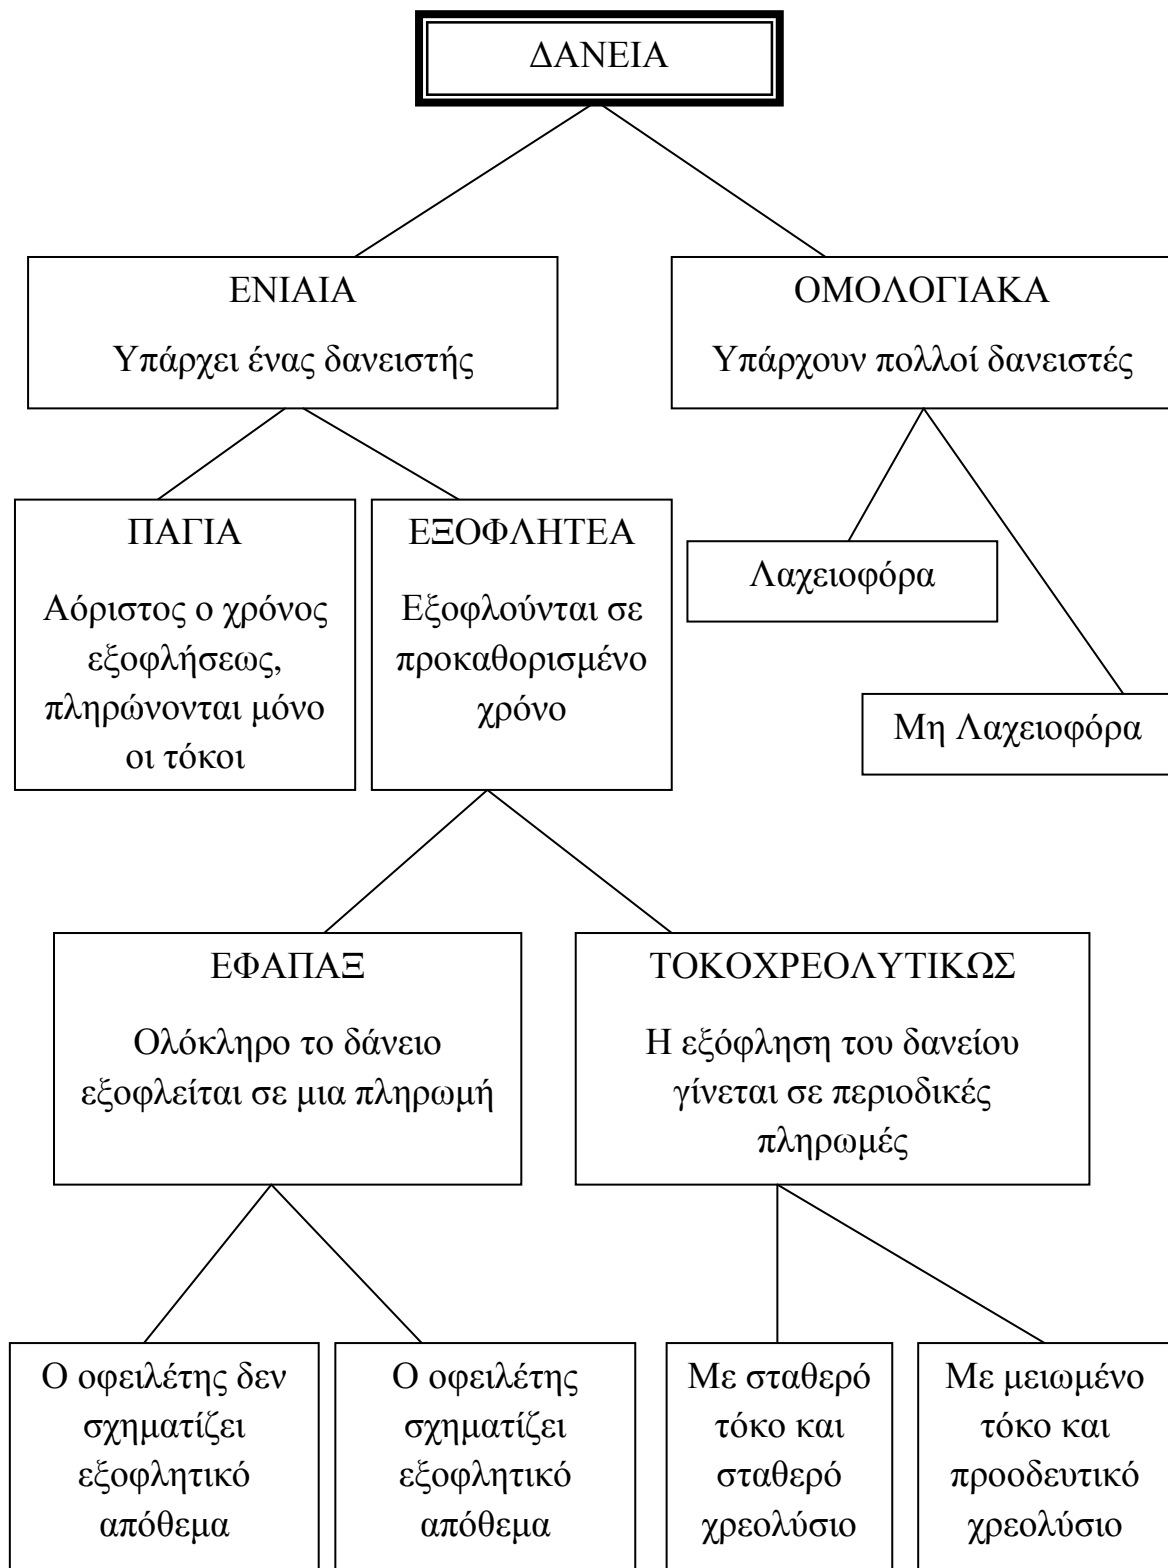 ΔΑΝΕΙΑ
ΕΝΙΑΙΑ
Υπάρχει ένας δανειστής
ΟΜΟΛΟΓΙΑΚΑ
Υπάρχουν πολλοί δανειστές
ΠΑΓΙΑ
Αόριστος ο χρόνος
εξοφλήσεως,
πληρώνονται μόνο
οι τόκοι
ΕΞΟΦΛΗΤΕΑ
Εξοφλούνται σε
προκαθορισμένο
χρόνο
Λαχειοφόρα
Μη Λαχειοφόρα
ΕΦΑΠΑΞ
Ολόκληρο το δάνειο
εξοφλείται σε μια πληρωμή
ΤΟΚΟΧΡΕΟΛΥΤΙΚΩΣ
Η εξόφληση του δανείου
γίνεται σε περιοδικές
πληρωμές
Ο οφειλέτης δεν
σχηματίζει
εξοφλητικό
απόθεμα
Ο οφειλέτης
σχηματίζει
εξοφλητικό
απόθεμα
Με σταθερό
τόκο και
σταθερό
χρεολύσιο
Με μειωμένο
τόκο και
προοδευτικό
χρεολύσιο